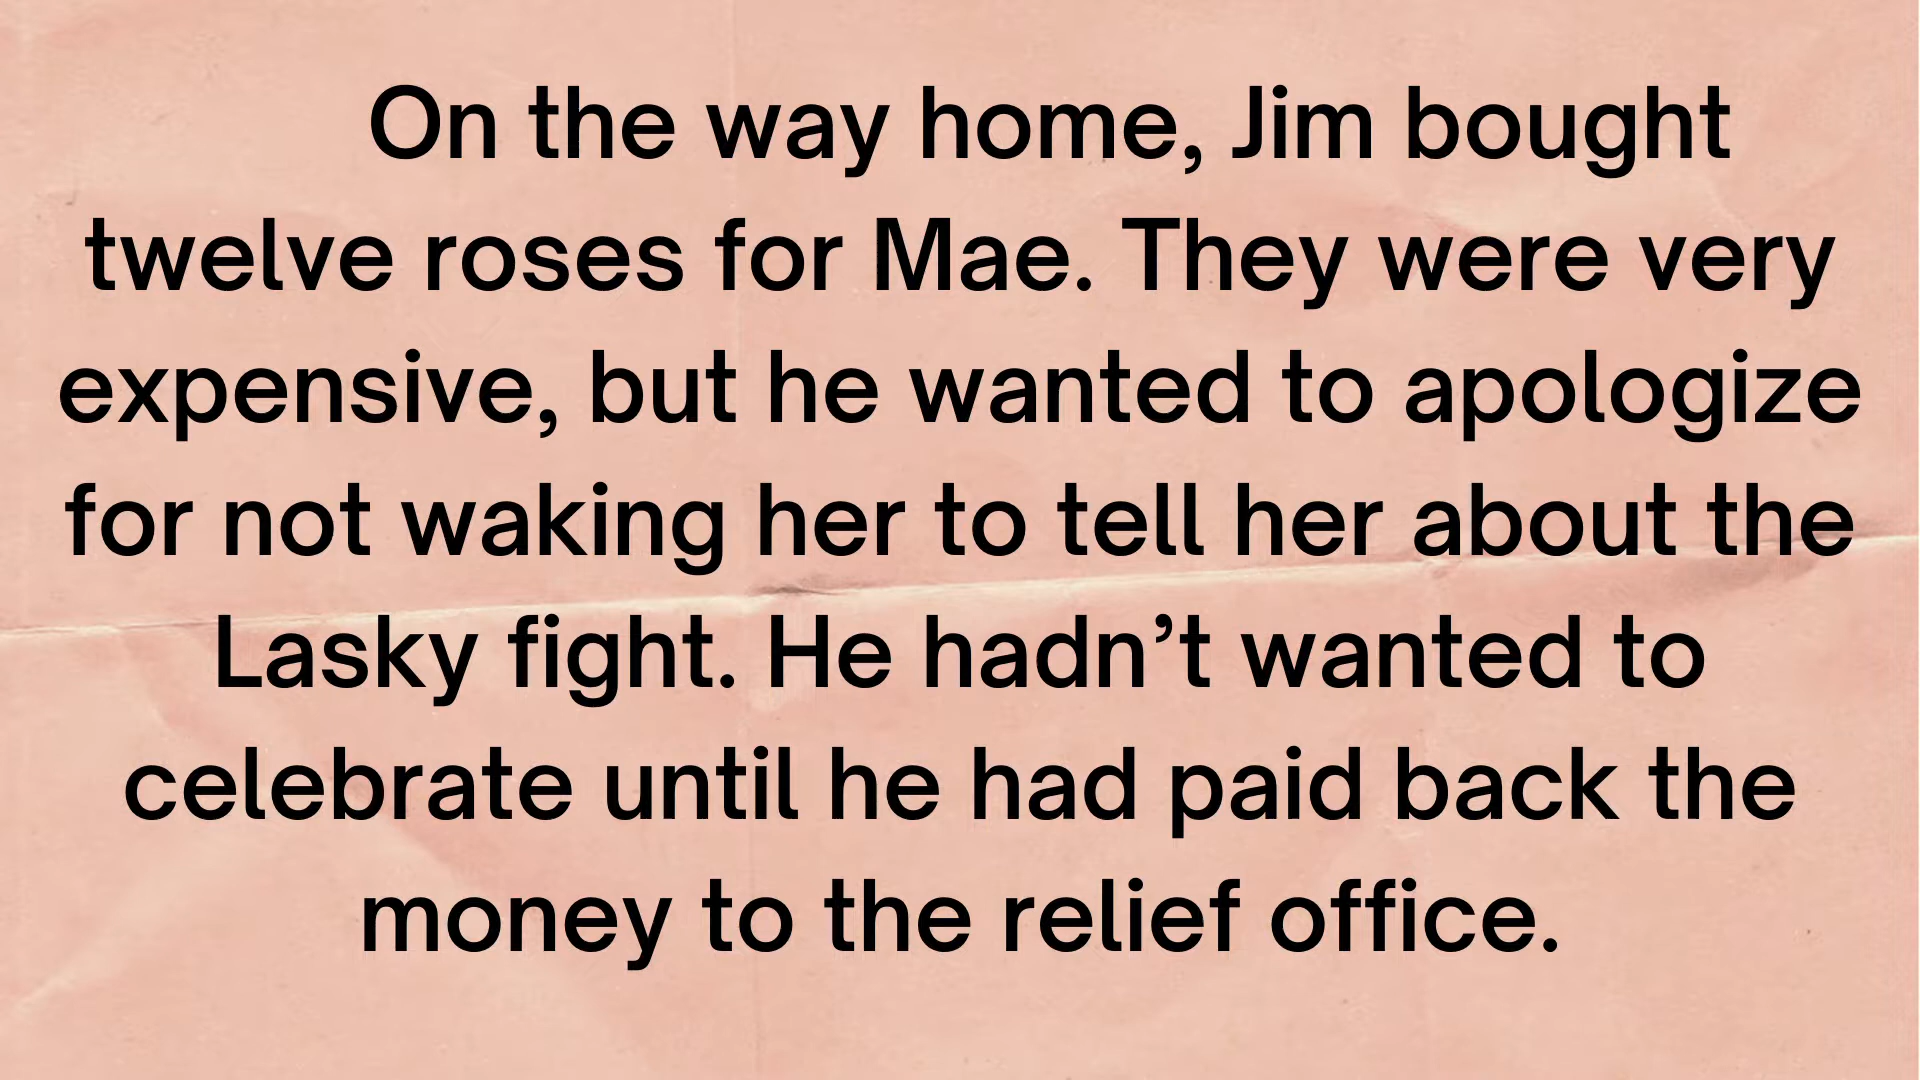 On the way home, Jim bought
twelve roses for Mae. They were very
expensive, but he wanted to apologize
for not waking her to tell her about the
Lasky fight. He hadn’t wanted to
celebrate until he had paid back the
money to the relief office.